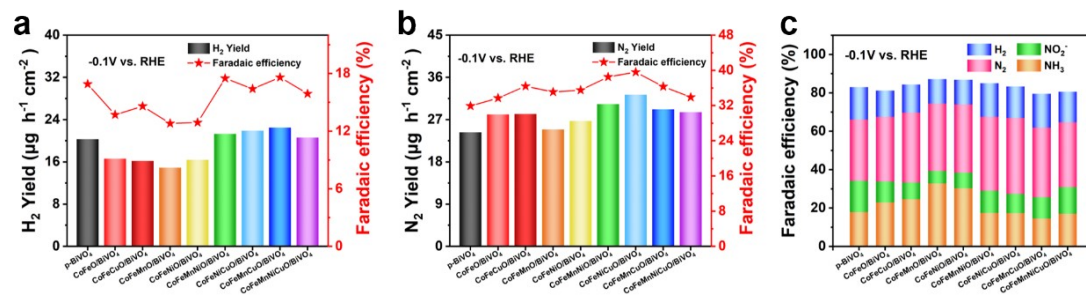 a
H₂ Yield (µg h⁻¹ cm⁻²)
40
32
24
16
8
0
-0.1V vs. RHE
H₂ Yield
Faradaic efficiency
18
12
6
0
Faradaic efficiency (%)
p-BiVO₄
CoFeO/BiVO₄
CoFeCuO/BiVO₄
CoFeMnO/BiVO₄
CoFeNiO/BiVO₄
CoFeMnNiO/BiVO₄
CoFeNiCuO/BiVO₄
CoFeMnCuO/BiVO₄
CoFeMnNiCuO/BiVO₄
b
N₂ Yield (µg h⁻¹ cm⁻²)
45
36
27
18
9
0
-0.1V vs. RHE
N₂ Yield
Faradaic efficiency
48
40
32
24
16
8
0
Faradaic efficiency (%)
p-BiVO₄
CoFeO/BiVO₄
CoFeCuO/BiVO₄
CoFeMnO/BiVO₄
CoFeNiO/BiVO₄
CoFeMnNiO/BiVO₄
CoFeNiCuO/BiVO₄
CoFeMnCuO/BiVO₄
CoFeMnNiCuO/BiVO₄
c
Faradaic efficiency (%)
100
80
60
40
20
0
-0.1V vs. RHE
H₂
NO₂⁻
N₂
NH₃
p-BiVO₄
CoFeO/BiVO₄
CoFeCuO/BiVO₄
CoFeMnO/BiVO₄
CoFeNiO/BiVO₄
CoFeMnNiO/BiVO₄
CoFeNiCuO/BiVO₄
CoFeMnCuO/BiVO₄
CoFeMnNiCuO/BiVO₄